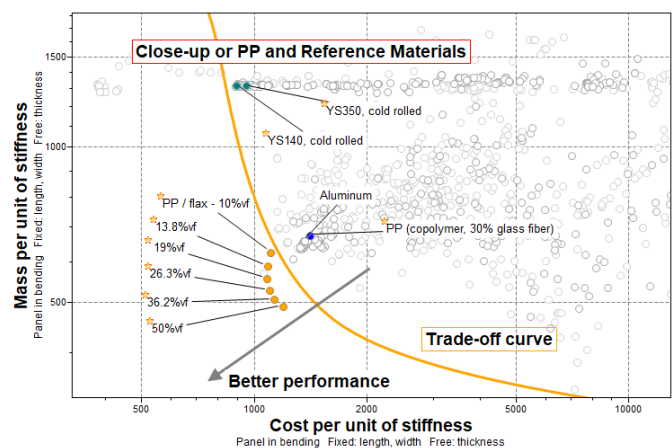 Close-up or PP and Reference Materials
1500
1000
500
Mass per unit of stiffness
Panel in bending Fixed: length, width Free: thickness
YS350, cold rolled
YS140, cold rolled
Aluminum
PP / flax - 10%vf
PP (copolymer, 30% glass fiber)
13.8%vf
19%vf
26.3%vf
36.2%vf
50%vf
Trade-off curve
Better performance
500
1000
2000
5000
10000
Cost per unit of stiffness
Panel in bending Fixed: length, width Free: thickness